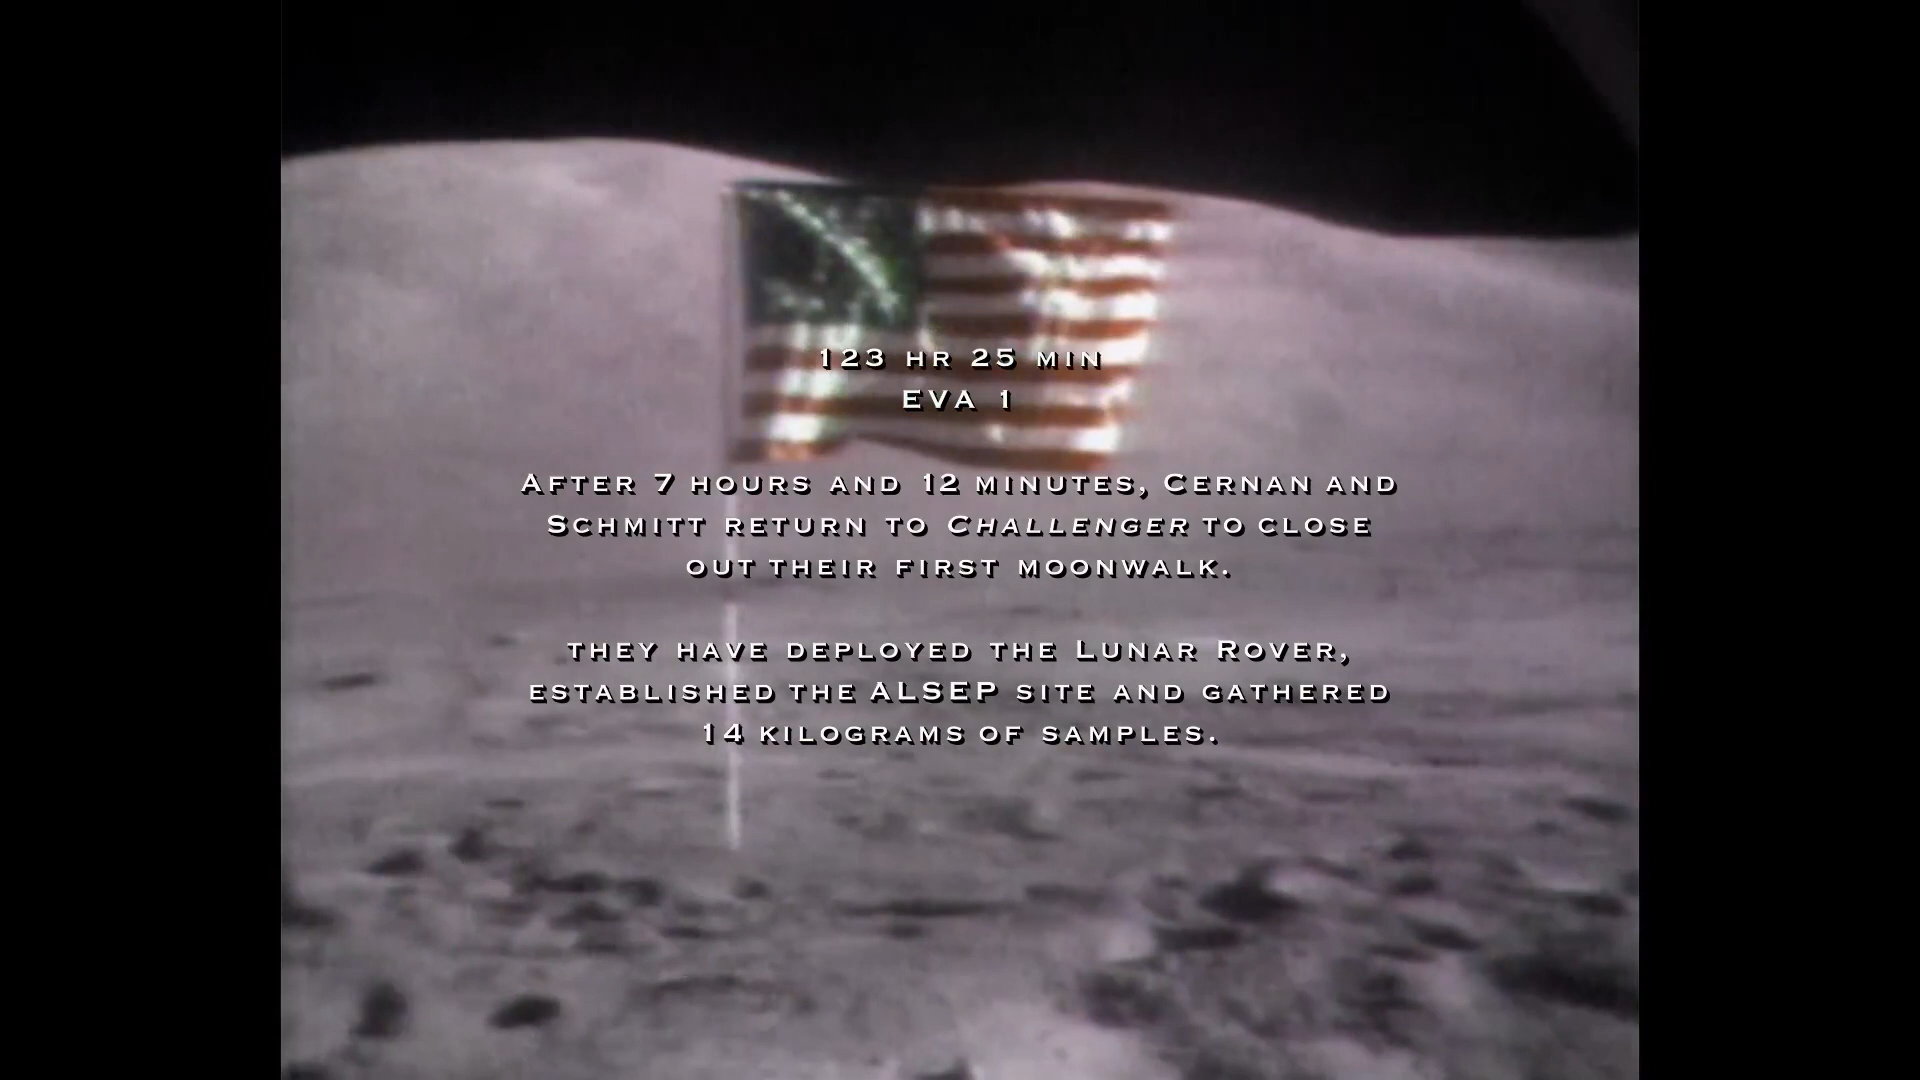 123 HR 25 MIN
EVA 1
AFTER 7 HOURS AND 12 MINUTES, CERNAN AND
SCHMITT RETURN TO CHALLENGER TO CLOSE
OUT THEIR FIRST MOONWALK.
THEY HAVE DEPLOYED THE LUNAR ROVER,
ESTABLISHED THE ALSEP SITE AND GATHERED
14 KILOGRAMS OF SAMPLES.